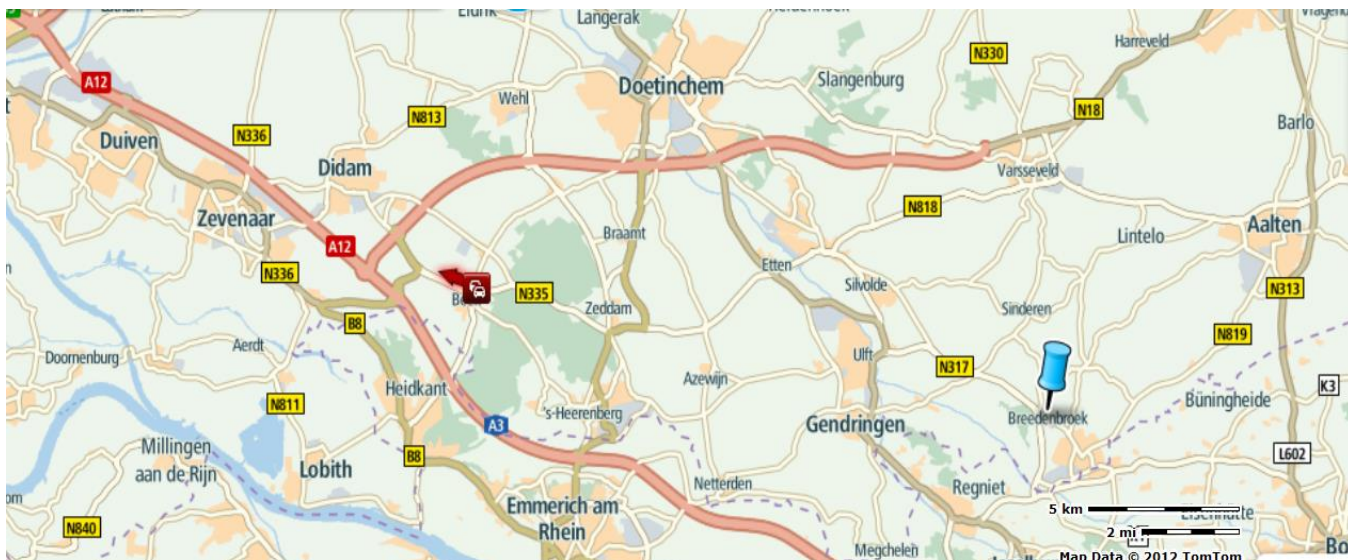 Langerak
Harreveld
N330
Slangenburg
Doetinchem
A12
Wehl
N18
N813
Barlo
N336
Duiven
Didam
Varsseveld
N818
Zevenaar
Aalten
Braamt
Lintelo
A12
Etten
N336
Silvolde
N335
N313
Zeddam
Sinderen
B8
N819
Aerdt
Ulft
Doornenburg
N317
Azewijn
K3
Heidkant
Büningheide
N811
's-Heerenberg
Breedenbroek
A3
Gendringen
Millingen
aan de Rijn
B8
L602
Lobith
Netterden
Regniet
Emmerich am
Rhein
5 km
N840
2 mi
Megchelen
Map Data © 2012 TomTom